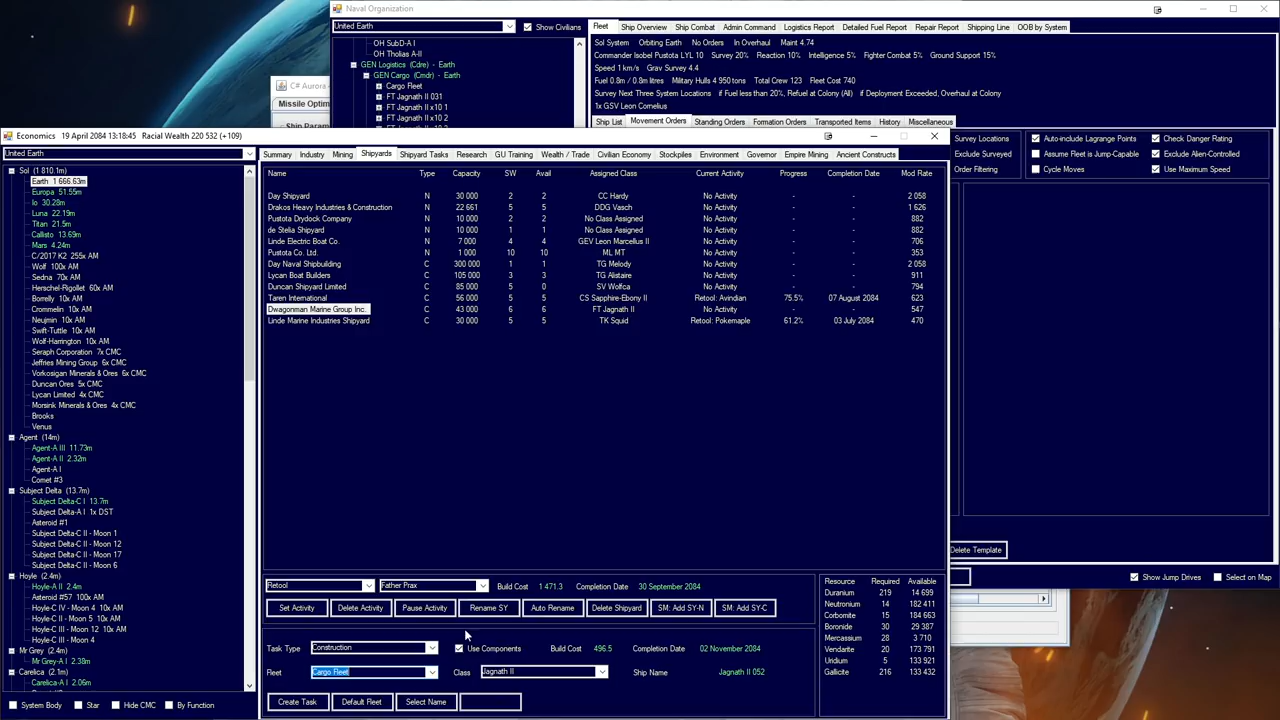 Naval Organization
United Earth
Show Civilians
OH SubD-A I
OH Tholias A-II
GEN Logistics (Cdre) - Earth
GEN Cargo (Cmdr) - Earth
Cargo Fleet
FT Jagnath II 031
FT Jagnath II x10 1
FT Jagnath II x10 2
Fleet Ship Overview Ship Combat Admin Command Logistics Report Detailed Fuel Report Repair Report Shipping Line OOB by System
Sol System Orbiting Earth No Orders In Overhaul Maint 4.74
Commander Isobel Pustota LYL 10 Survey 20% Reaction 10% Intelligence 5% Fighter Combat 5% Ground Support 15%
Speed 1 km/s Grav Survey 4.4
Fuel 0.8m / 0.8m litres Military Hulls 4 950 tons Total Crew 123 Fleet Cost 740
Survey Next Three System Locations if Fuel less than 20%, Refuel at Colony (All) if Deployment Exceeded, Overhaul at Colony
1x GSV Leon Cornelius
Ship List Movement Orders Standing Orders Formation Orders Transported Items History Miscellaneous
C# Aurora
Missile Optim
Ship Param
Survey Locations Auto-include Lagrange Points Check Danger Rating
Exclude Surveyed Assume Fleet is Jump-Capable Exclude Alien-Controlled
Order Filtering Cycle Moves Use Maximum Speed
Delete Template
Show Jump Drives Select on Map
Economics 19 April 2084 13:18:45 Racial Wealth 220 532 (+109)
United Earth
Sol (1 810.1m)
Earth 1 666.63m
Europa 51.55m
Io 30.28m
Luna 22.19m
Titan 21.5m
Callisto 13.69m
Mars 4.24m
C/2017 K2 255x AM
Wolf 100x AM
Sedna 70x AM
Herschel-Rigollet 60x AM
Borrelly 10x AM
Crommelin 10x AM
Neujmin 10x AM
Swift-Tuttle 10x AM
Wolf-Harrington 10x AM
Seraph Corporation 7x CMC
Jeffries Mining Group 6x CMC
Vorkosigan Minerals & Ores 6x CMC
Duncan Ores 5x CMC
Lycan Limited 4x CMC
Morsink Minerals & Ores 4x CMC
Brooks
Venus
Agent (14m)
Agent-A III 11.73m
Agent-A II 2.32m
Agent-A I
Comet #3
Subject Delta (13.7m)
Subject Delta-C I 13.7m
Subject Delta-A I 1x DST
Asteroid #1
Subject Delta-C II - Moon 1
Subject Delta-C II - Moon 12
Subject Delta-C II - Moon 17
Subject Delta-C II - Moon 6
Hoyle (2.4m)
Hoyle-A II 2.4m
Asteroid #57 100x AM
Hoyle-C IV - Moon 4 10x AM
Hoyle-C II - Moon 5 10x AM
Hoyle-C III - Moon 12 10x AM
Hoyle-C III - Moon 4
Mr Grey (2.4m)
Mr Grey-A I 2.38m
Carelica (2.1m)
Carelica-A I 2.06m
System Body Star Hide CMC By Function
Summary Industry Mining Shipyards Shipyard Tasks Research GU Training Wealth / Trade Civilian Economy Stockpiles Environment Governor Empire Mining Ancient Constructs
Name Type Capacity SW Avail Assigned Class Current Activity Progress Completion Date Mod Rate
Day Shipyard N 30 000 2 2 CC Hardy No Activity - - 2 058
Drakos Heavy Industries & Construction N 22 661 5 5 DDG Vasch No Activity - - 1 626
Pustota Drydock Company N 10 000 2 2 No Class Assigned No Activity - - 882
de Stelia Shipyard N 10 000 1 1 No Class Assigned No Activity - - 882
Linde Electric Boat Co. N 7 000 4 4 GEV Leon Marcellus II No Activity - - 706
Pustota Co. Ltd. N 1 000 10 10 ML MT No Activity - - 353
Day Naval Shipbuilding C 300 000 1 1 TG Melody No Activity - - 2 058
Lycan Boat Builders C 105 000 3 3 TG Alistaire No Activity - - 911
Duncan Shipyard Limited C 85 000 5 0 SV Wolfca No Activity - - 794
Taren International C 56 000 5 5 CS Sapphire-Ebony II Retool: Avindian 75.5% 07 August 2084 623
Dwagonman Marine Group Inc. C 43 000 6 6 FT Jagnath II No Activity - - 547
Linde Marine Industries Shipyard C 30 000 5 5 TK Squid Retool: Pokemaple 61.2% 03 July 2084 470
Retool Father Prax Build Cost 1 471.3 Completion Date 30 September 2084
Set Activity Delete Activity Pause Activity Rename SY Auto Rename Delete Shipyard SM: Add SY-N SM: Add SY-C
Task Type Construction Use Components Build Cost 496.5 Completion Date 02 November 2084
Fleet Cargo Fleet Class Jagnath II Ship Name Jagnath II 052
Create Task Default Fleet Select Name
Resource Required Available
Duranium 219 14 699
Neutronium 14 182 411
Corbomite 15 184 663
Boronide 30 29 387
Mercassium 28 3 710
Vendarite 20 173 791
Uridium 5 133 921
Gallicite 216 133 432